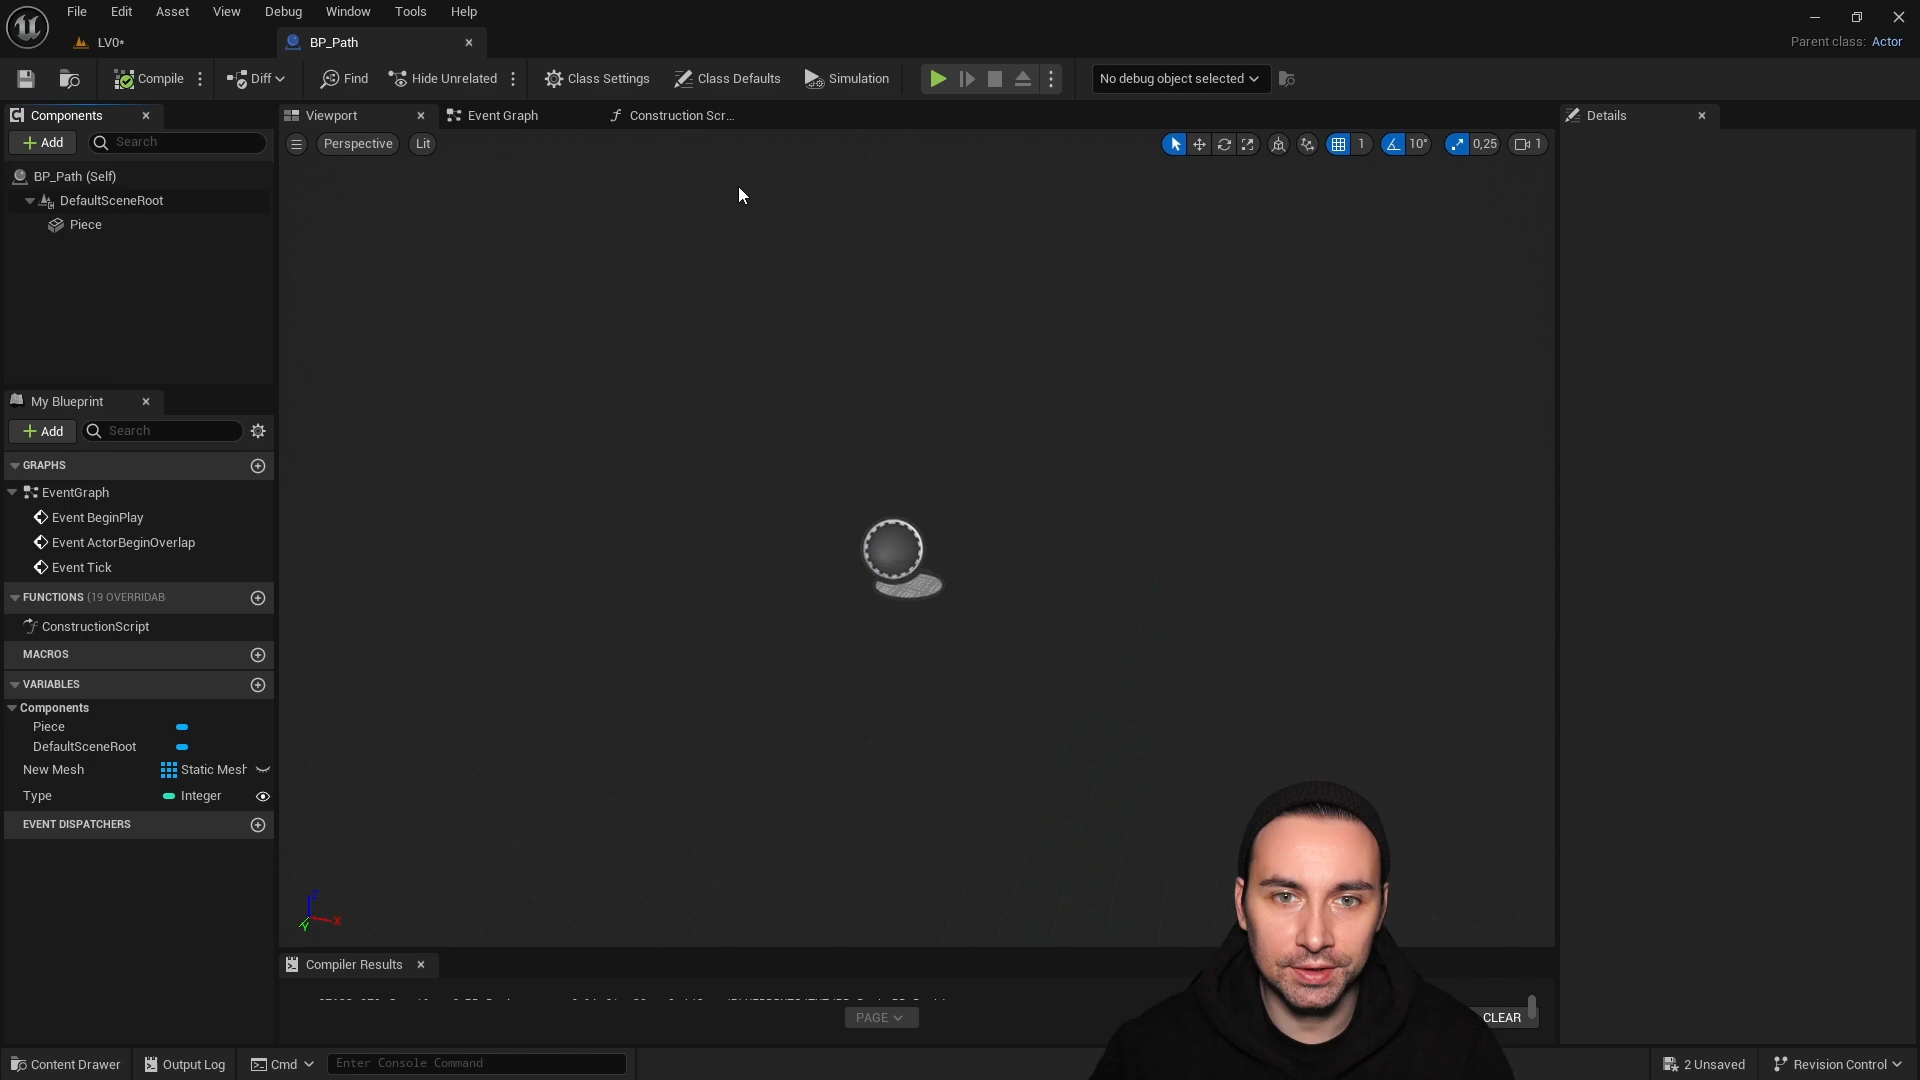 File Edit Asset View Debug Window Tools Help
LV0*
BP_Path
Parent class: Actor
Compile
Diff
Find
Hide Unrelated
Class Settings
Class Defaults
Simulation
No debug object selected
Components
Viewport
Event Graph
Construction Scr...
Details
Add
Search
Perspective
Lit
1
10°
0,25
1
BP_Path (Self)
DefaultSceneRoot
Piece
My Blueprint
Add
Search
GRAPHS
EventGraph
Event BeginPlay
Event ActorBeginOverlap
Event Tick
FUNCTIONS (19 OVERRIDAB
ConstructionScript
MACROS
VARIABLES
Components
Piece
DefaultSceneRoot
New Mesh Static Mesh
Type Integer
EVENT DISPATCHERS
Z
X
Y
Compiler Results
PAGE
CLEAR
Content Drawer
Output Log
Cmd
Enter Console Command
2 Unsaved
Revision Control